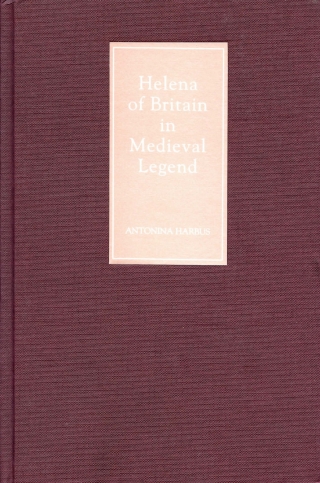 Helena
of Britain
in
Medieval
Legend
ANTONINA HARBUS